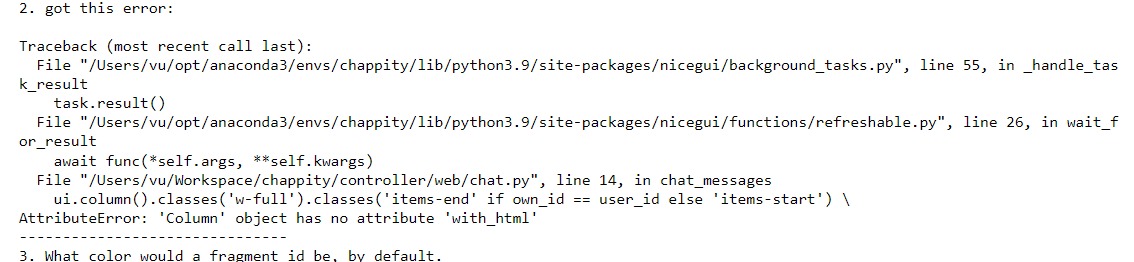 2. got this error:
Traceback (most recent call last):
  File "/Users/vu/opt/anaconda3/envs/chappity/lib/python3.9/site-packages/nicegui/background_tasks.py", line 55, in _handle_tas
k_result
    task.result()
  File "/Users/vu/opt/anaconda3/envs/chappity/lib/python3.9/site-packages/nicegui/functions/refreshable.py", line 26, in wait_f
or_result
    await func(*self.args, **self.kwargs)
  File "/Users/vu/Workspace/chappity/controller/web/chat.py", line 14, in chat_messages
    ui.column().classes('w-full').classes('items-end' if own_id == user_id else 'items-start') \
AttributeError: 'Column' object has no attribute 'with_html'
------------------------------
3. What color would a fragment id be, by default.